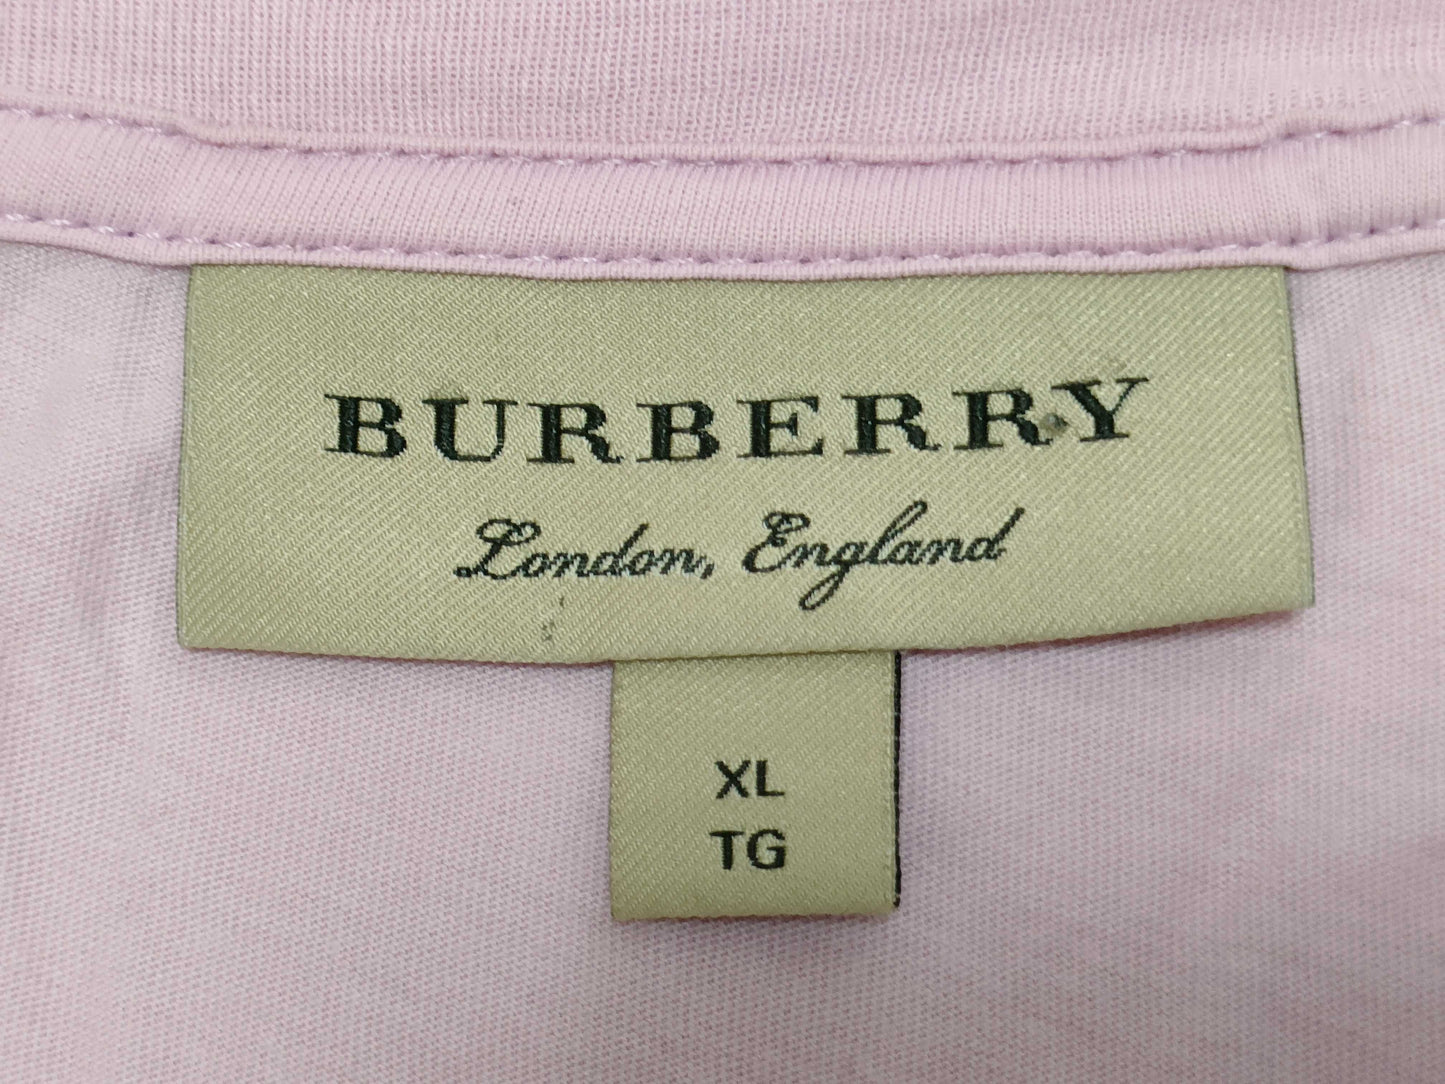 BURBERRY
London, England
XL
TG